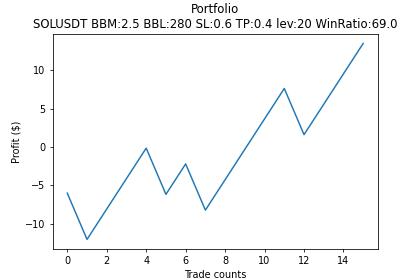 Portfolio
SOLUSDT BBM:2.5 BBL:280 SL:0.6 TP:0.4 lev:20 WinRatio:69.0
Profit ($)
10
5
0
−5
−10
0 2 4 6 8 10 12 14
Trade counts